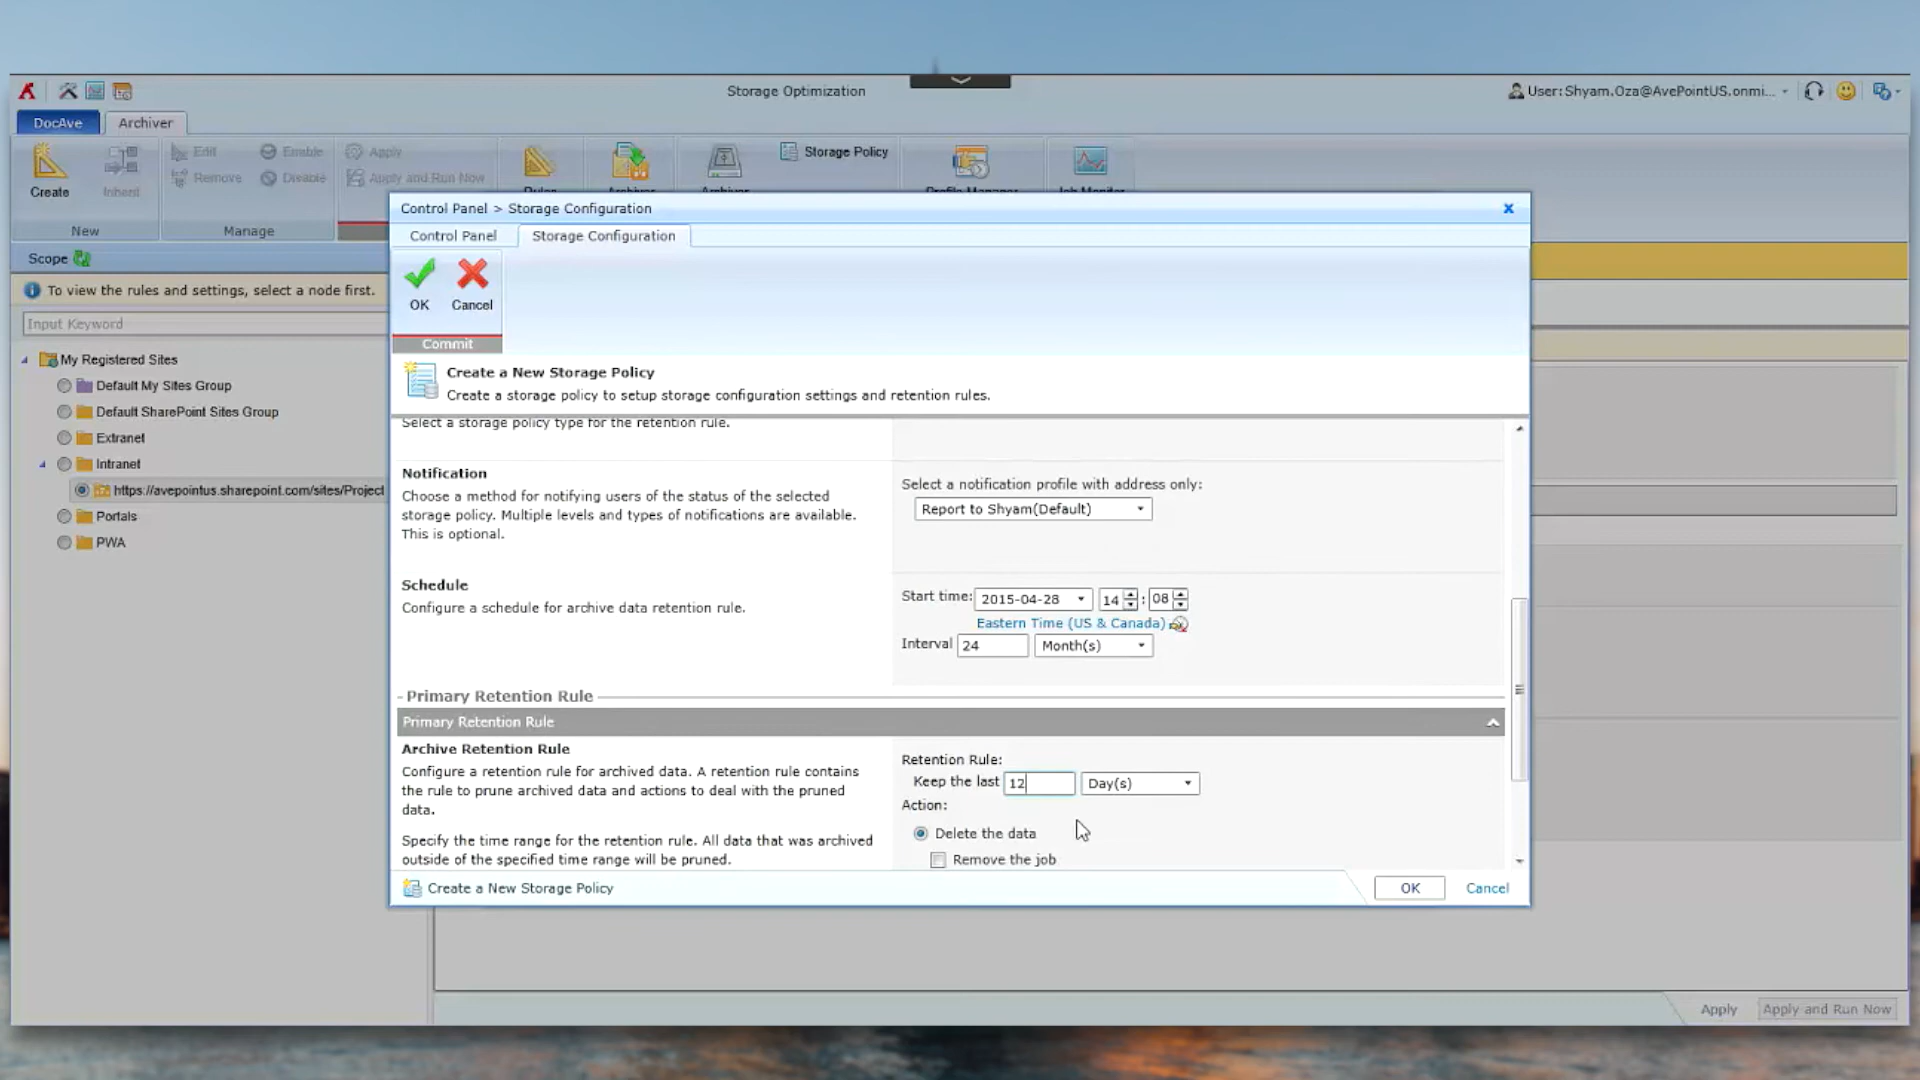 Storage Optimization
User: Shyam.Oza@AvePointUS.onmi...
DocAve
Archiver
Create
Inherit
Edit
Remove
Enable
Disable
Apply
Apply and Run Now
Storage Policy
Profile Manager
Job Monitor
New
Manage
Scope
To view the rules and settings, select a node first.
Input Keyword
My Registered Sites
Default My Sites Group
Default SharePoint Sites Group
Extranet
Intranet
https://avepointus.sharepoint.com/sites/Project
Portals
PWA
Control Panel > Storage Configuration
Control Panel
Storage Configuration
OK
Cancel
Commit
Create a New Storage Policy
Create a storage policy to setup storage configuration settings and retention rules.
Select a storage policy type for the retention rule.
Notification
Choose a method for notifying users of the status of the selected
storage policy. Multiple levels and types of notifications are available.
This is optional.
Select a notification profile with address only:
Report to Shyam(Default)
Schedule
Configure a schedule for archive data retention rule.
Start time: 2015-04-28 14 : 08
Eastern Time (US & Canada)
Interval 24 Month(s)
Primary Retention Rule
Primary Retention Rule
Archive Retention Rule
Configure a retention rule for archived data. A retention rule contains
the rule to prune archived data and actions to deal with the pruned
data.
Specify the time range for the retention rule. All data that was archived
outside of the specified time range will be pruned.
Retention Rule:
Keep the last 12 Day(s)
Action:
Delete the data
Remove the job
Create a New Storage Policy
OK
Cancel
Apply
Apply and Run Now